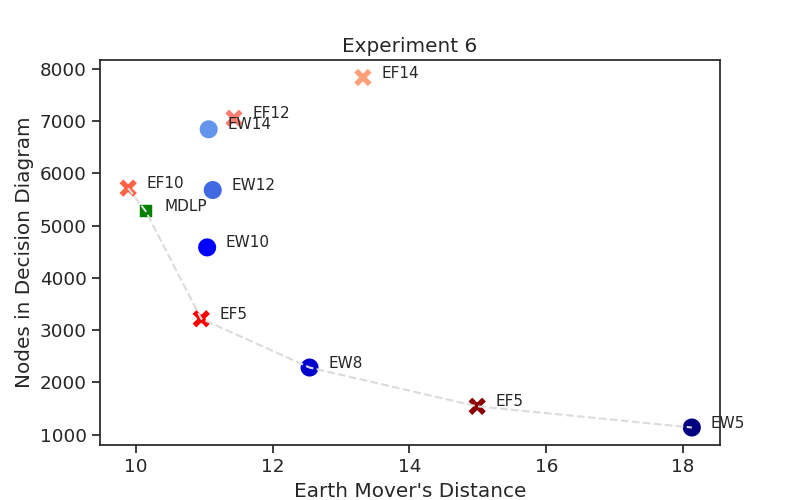 Experiment 6
Nodes in Decision Diagram
8000
7000
6000
5000
4000
3000
2000
1000
EF14
EF12
EW14
EF10
EW12
MDLP
EW10
EF5
EW8
EF5
EW5
10
12
14
16
18
Earth Mover's Distance